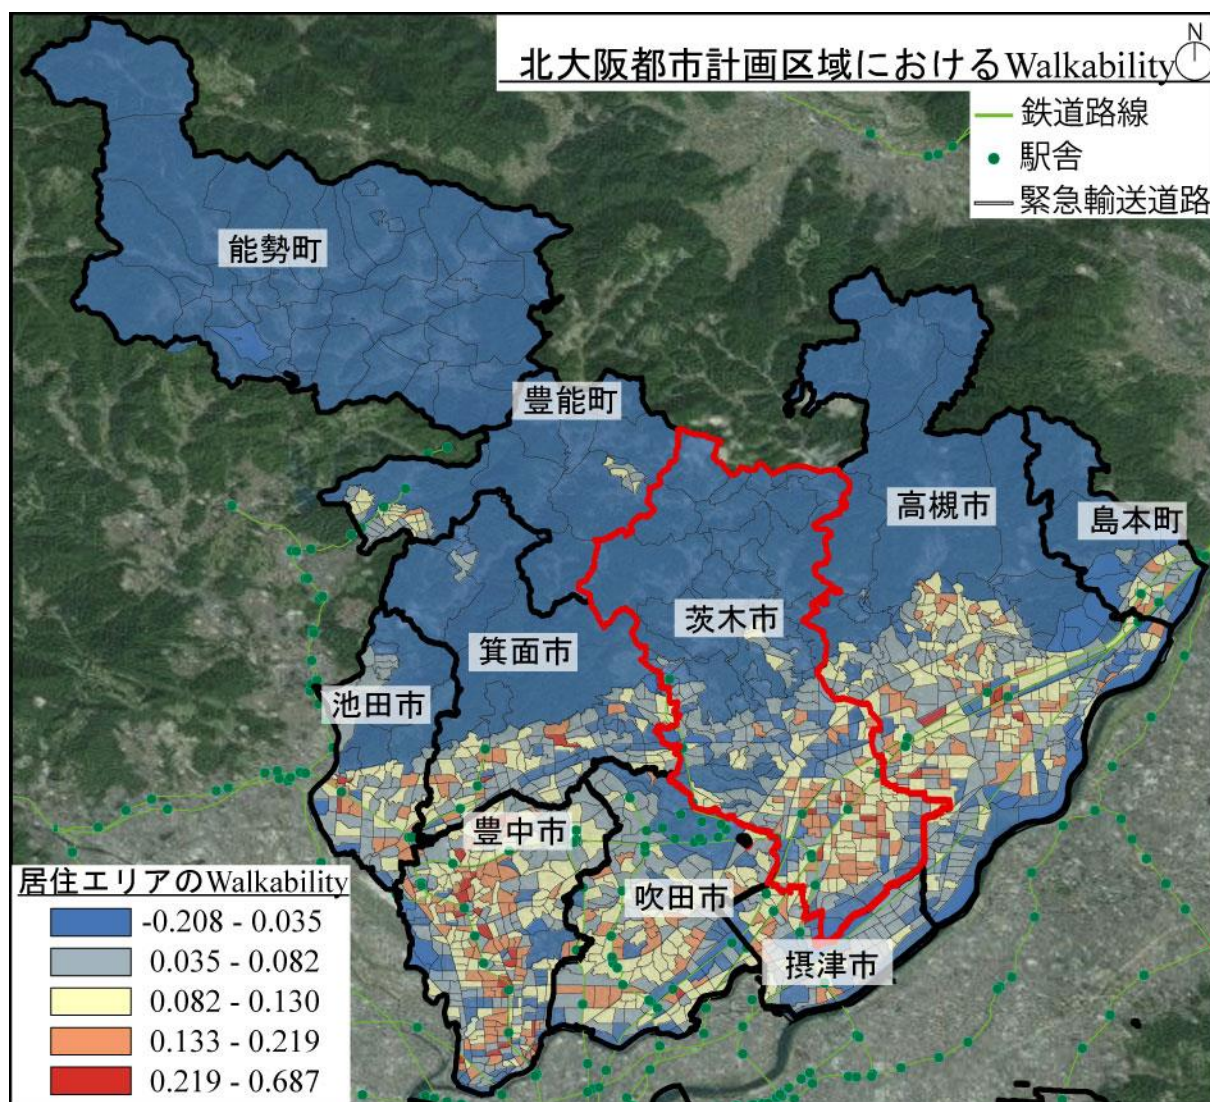 北大阪都市計画区域におけるWalkability
N
鉄道路線
駅舎
緊急輸送道路
能勢町
豊能町
高槻市
島本町
茨木市
箕面市
池田市
豊中市
吹田市
摂津市
居住エリアのWalkability
-0.208 - 0.035
0.035 - 0.082
0.082 - 0.130
0.133 - 0.219
0.219 - 0.687